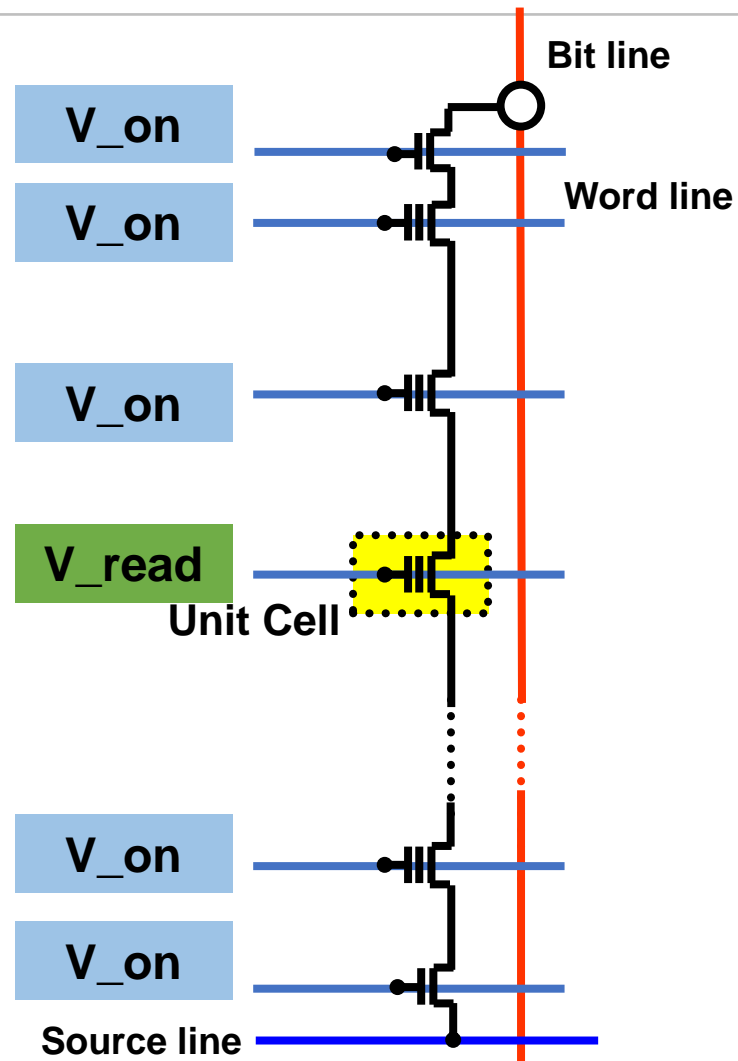 Bit line
V_on
Word line
V_on
V_on
V_read
Unit Cell
V_on
V_on
Source line